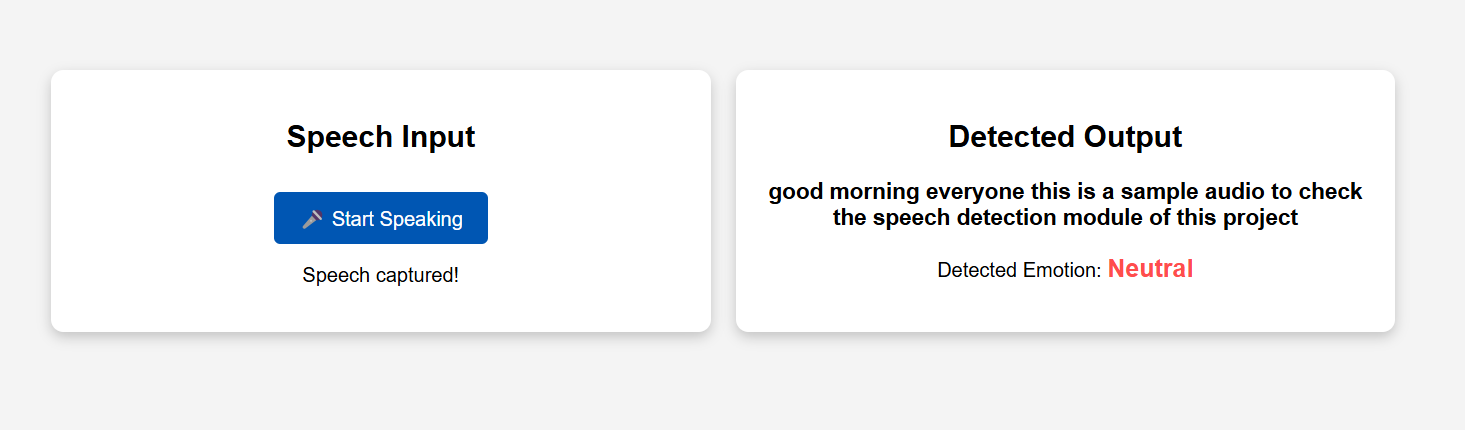 Speech Input
🎤 Start Speaking
Speech captured!
Detected Output
good morning everyone this is a sample audio to check
the speech detection module of this project
Detected Emotion: Neutral